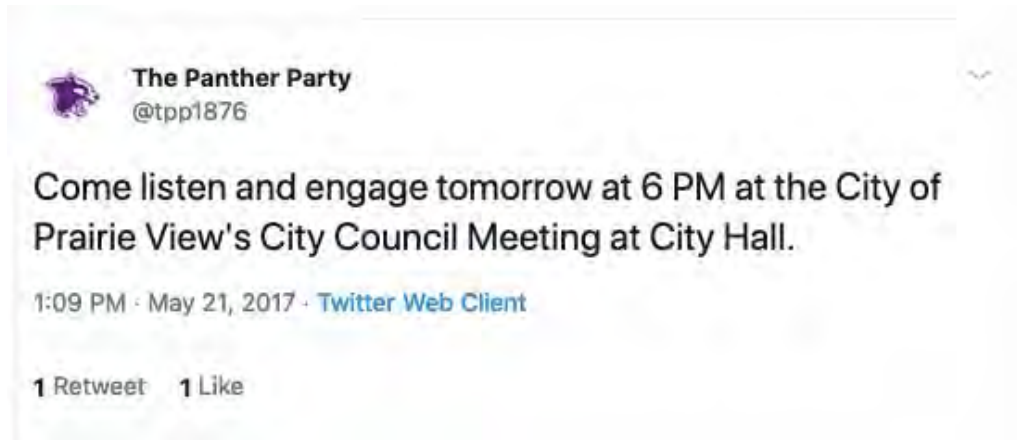 The Panther Party
@tpp1876
Come listen and engage tomorrow at 6 PM at the City of
Prairie View's City Council Meeting at City Hall.
1:09 PM · May 21, 2017 · Twitter Web Client
1 Retweet 1 Like